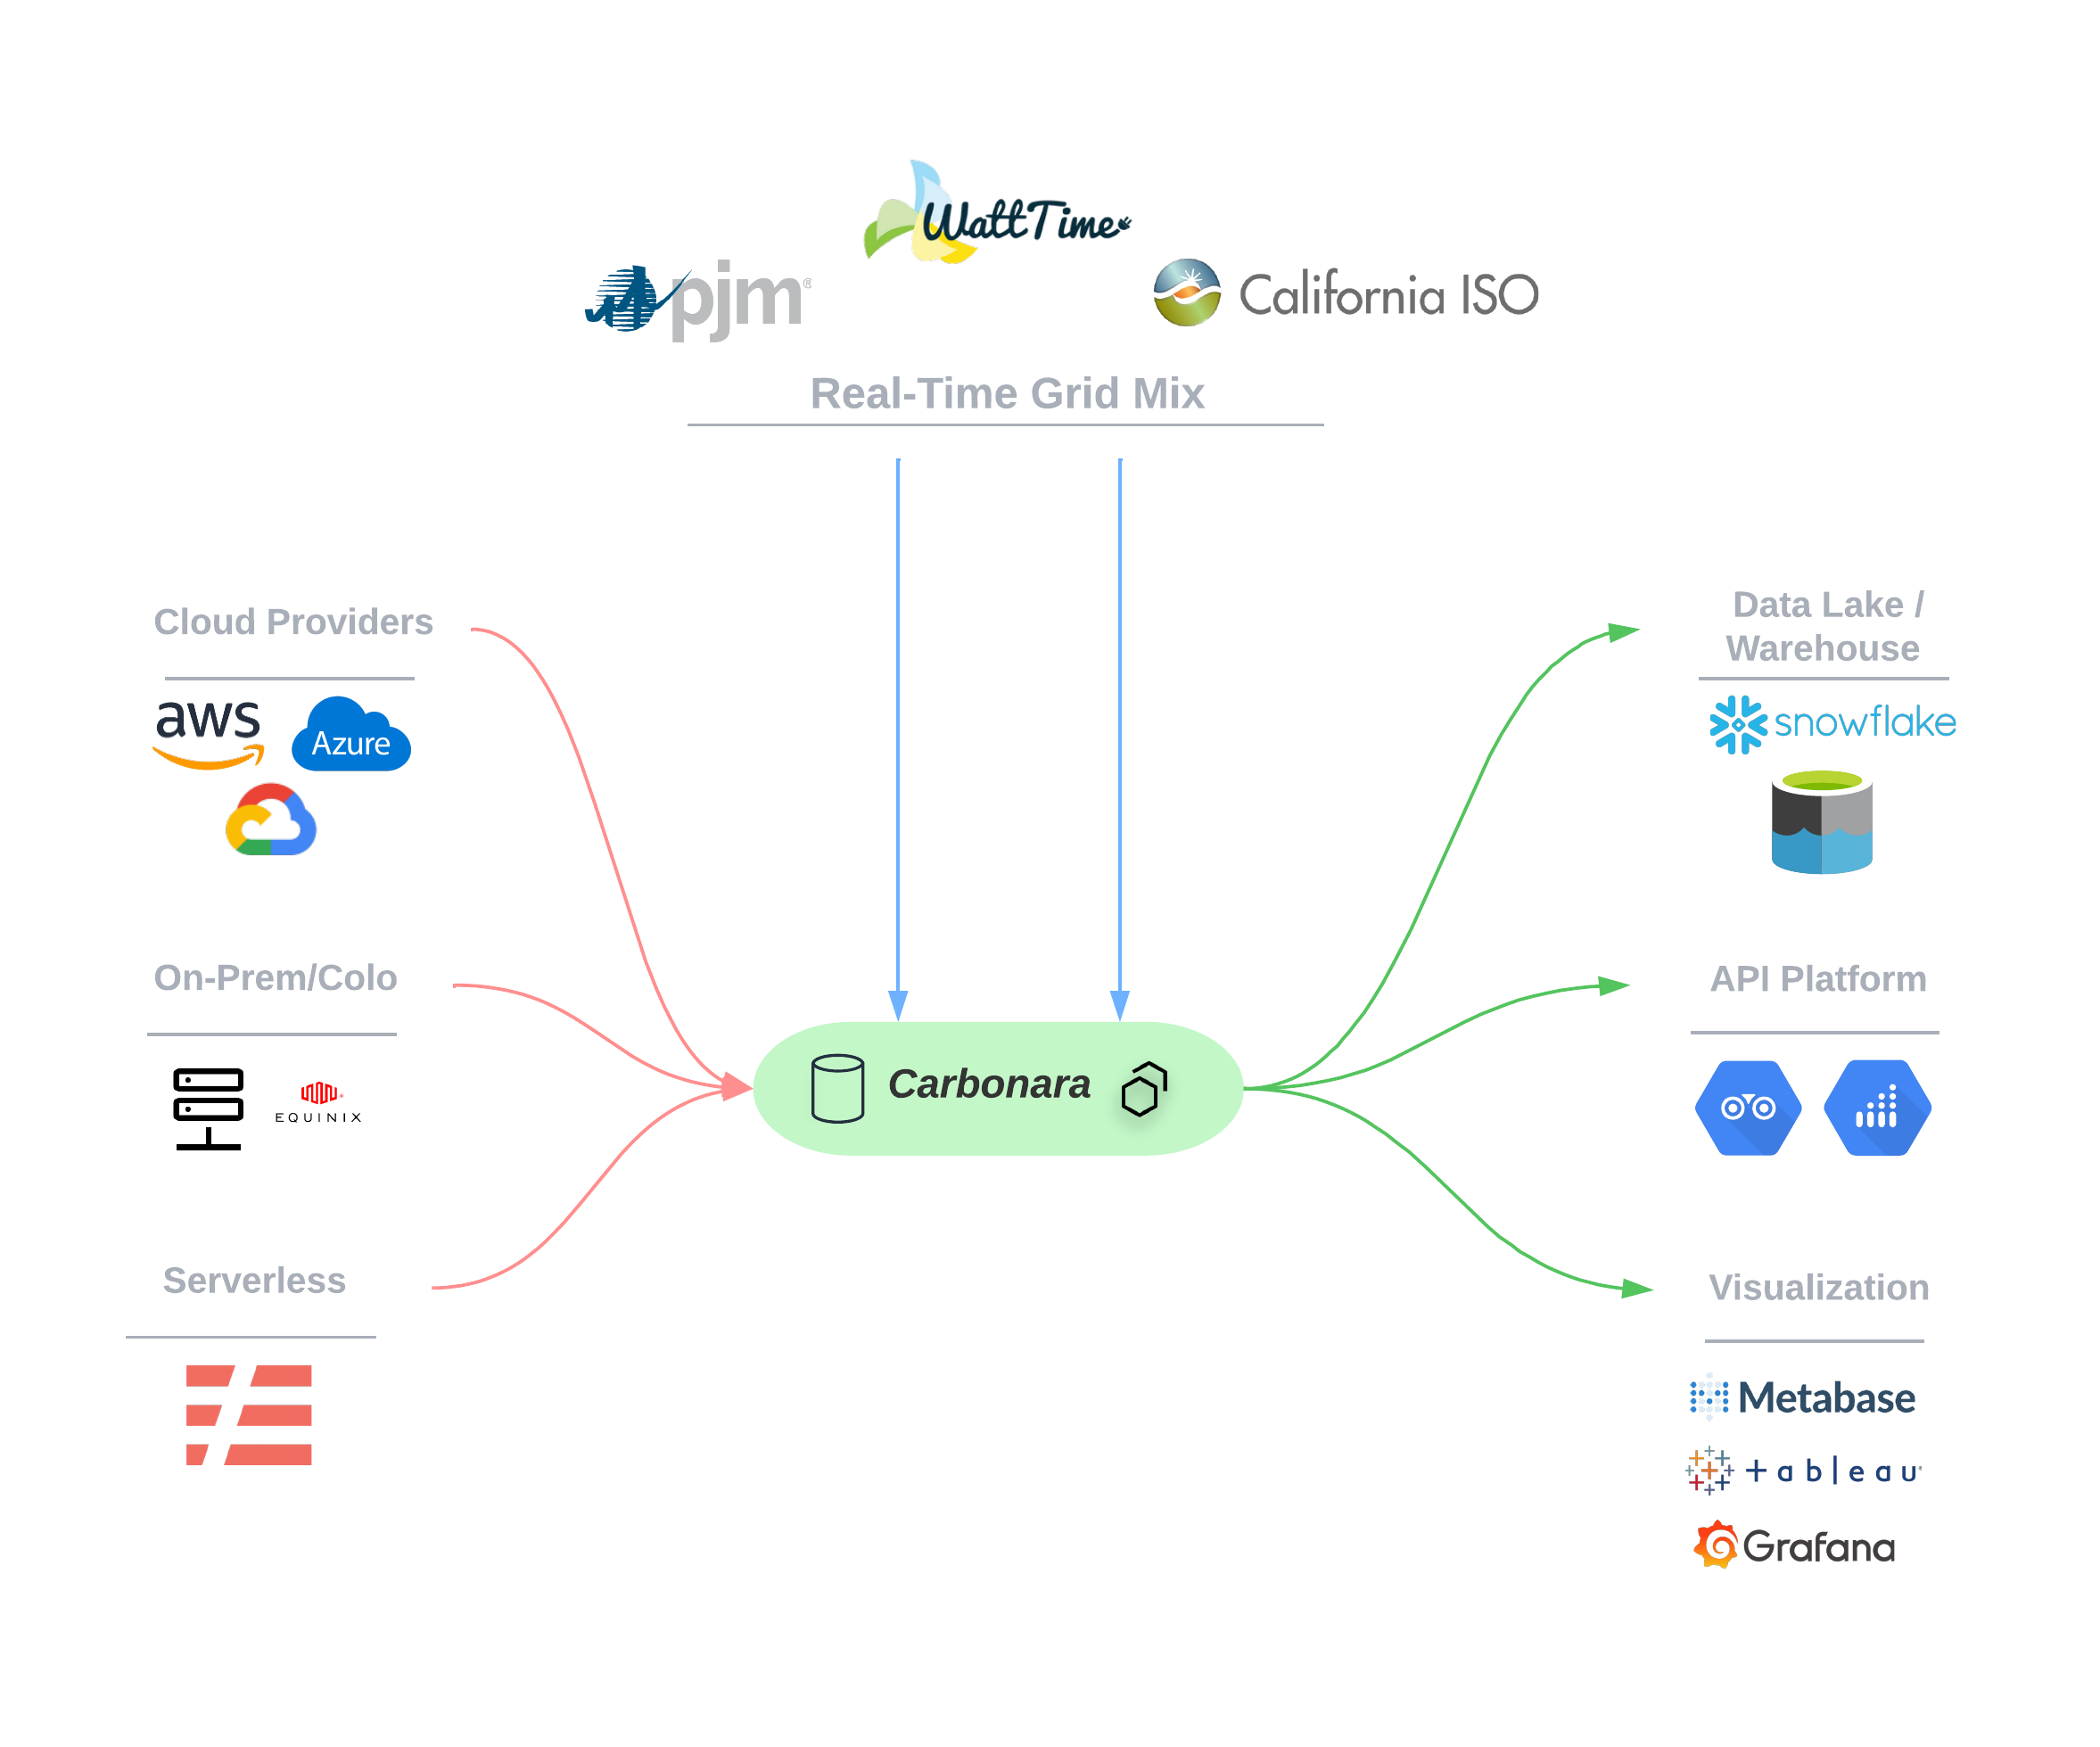 WattTime
pjm®
California ISO
Real-Time Grid Mix
Cloud Providers
aws
Azure
On-Prem/Colo
EQUINIX
Serverless
Carbonara
Data Lake /
Warehouse
snowflake
API Platform
Visualization
Metabase
+ableau
Grafana